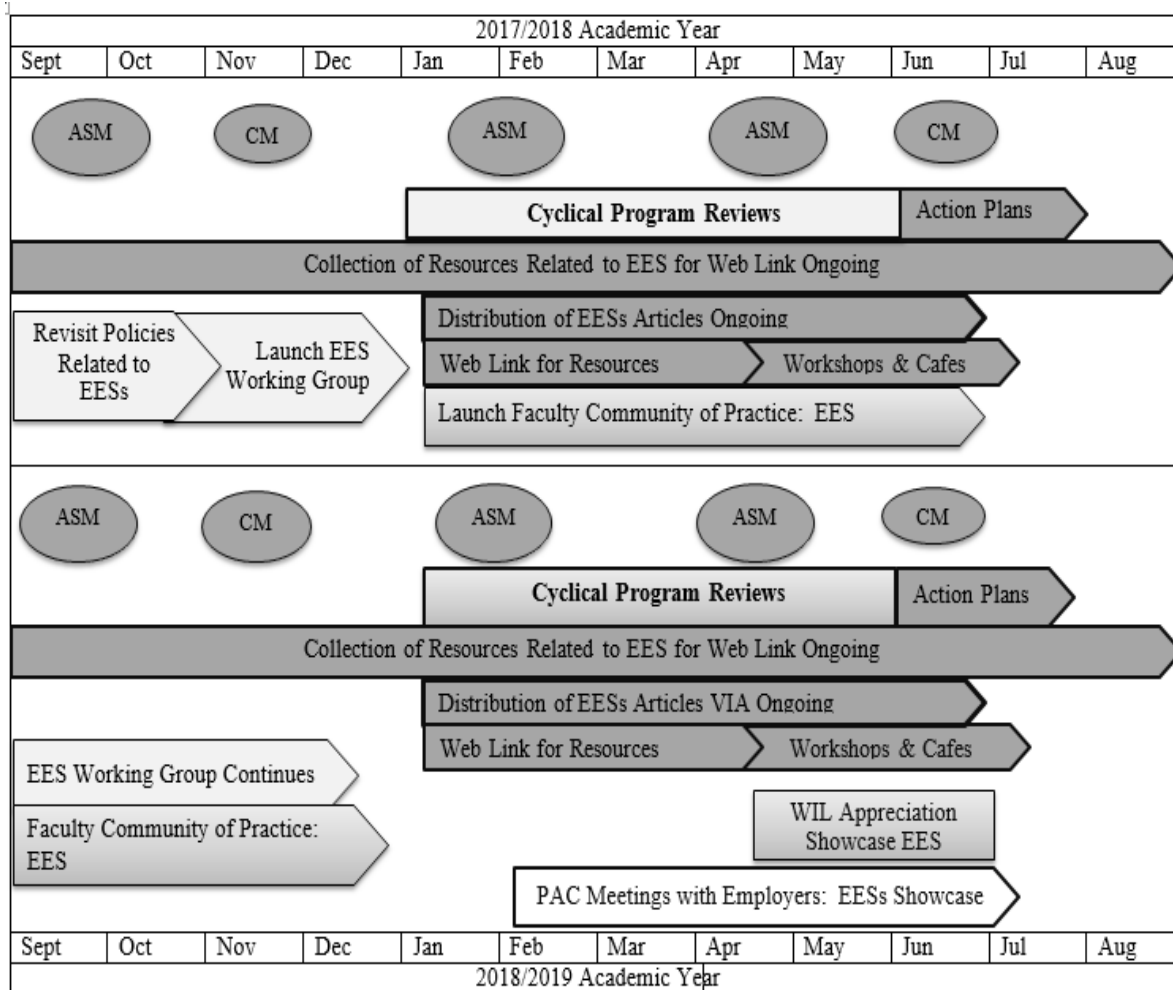 2017/2018 Academic Year
Sept Oct Nov Dec Jan Feb Mar Apr May Jun Jul Aug
ASM CM ASM ASM CM
Cyclical Program Reviews Action Plans
Collection of Resources Related to EES for Web Link Ongoing
Distribution of EESs Articles Ongoing
Revisit Policies
Related to
EESs
Launch EES
Working Group
Web Link for Resources Workshops & Cafes
Launch Faculty Community of Practice: EES
ASM CM ASM ASM CM
Cyclical Program Reviews Action Plans
Collection of Resources Related to EES for Web Link Ongoing
Distribution of EESs Articles VIA Ongoing
Web Link for Resources Workshops & Cafes
EES Working Group Continues
Faculty Community of Practice:
EES
WIL Appreciation
Showcase EES
PAC Meetings with Employers: EESs Showcase
Sept Oct Nov Dec Jan Feb Mar Apr May Jun Jul Aug
2018/2019 Academic Year